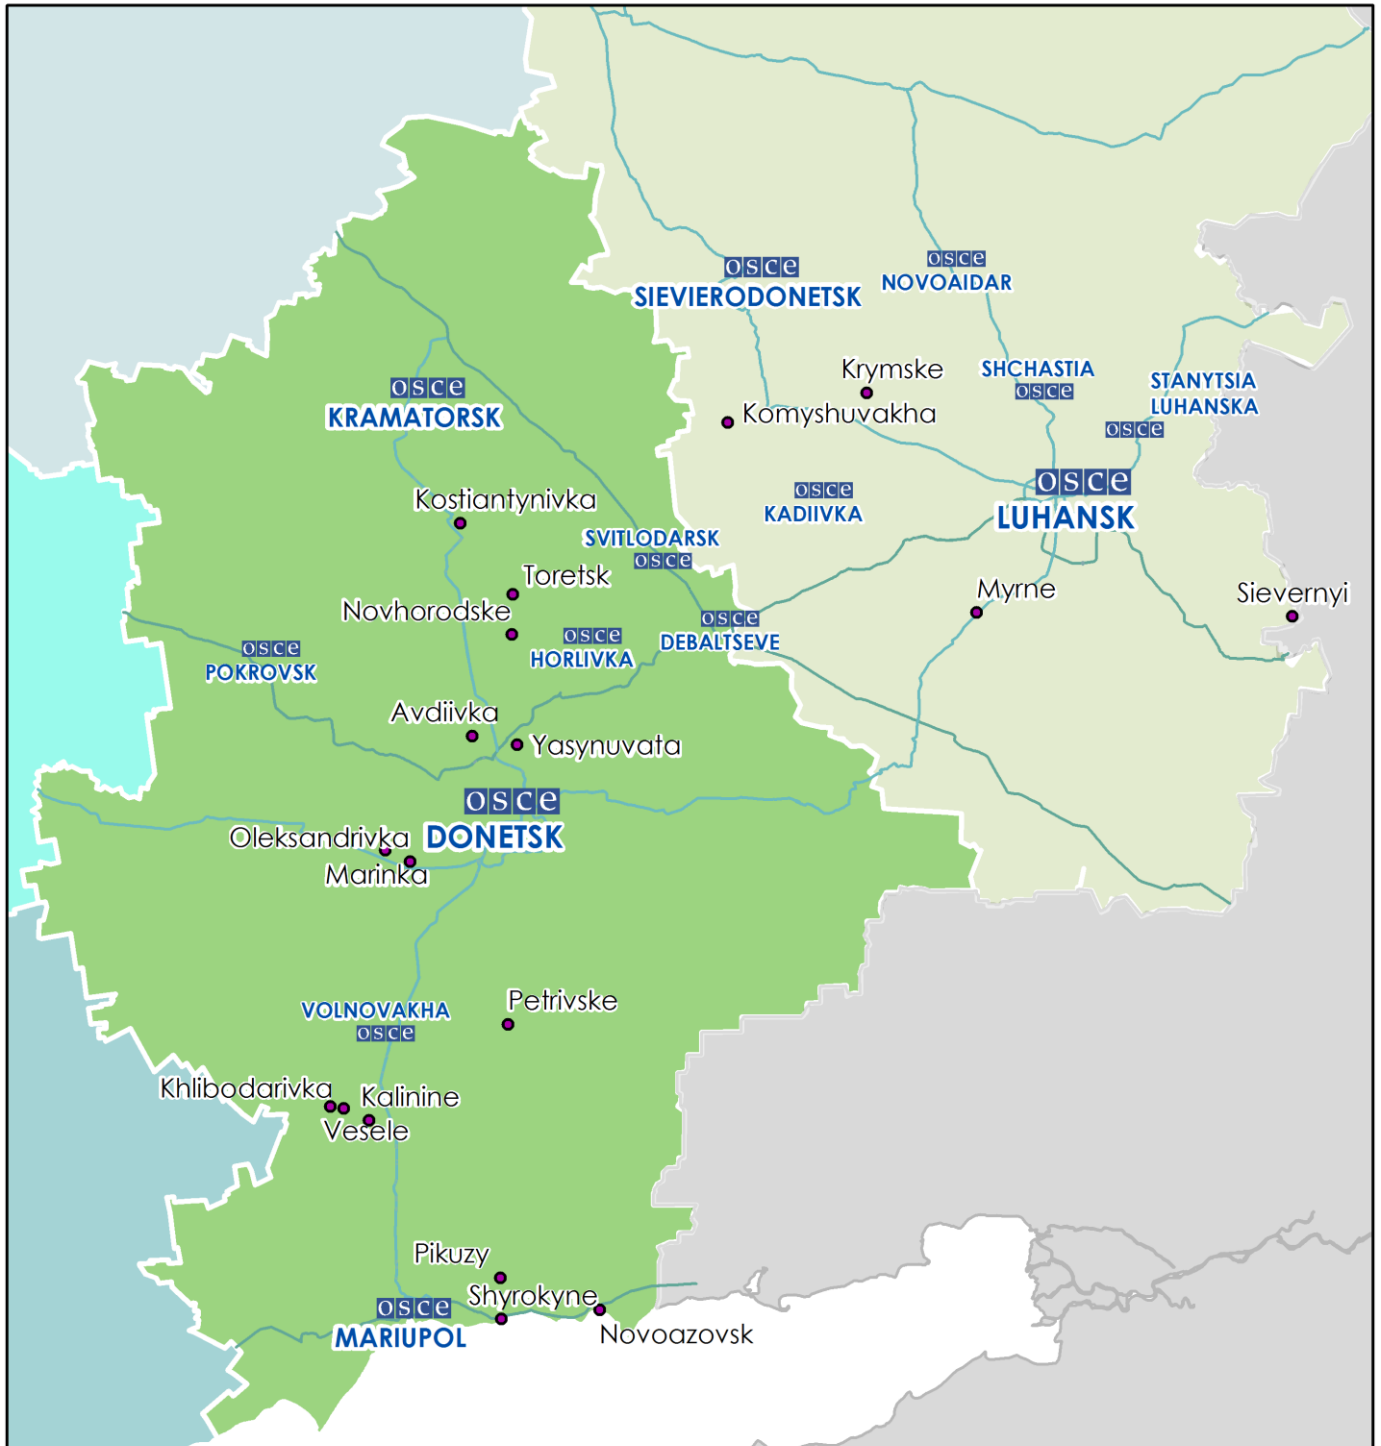 osce
NOVOAIDAR
osce
SIEVIERODONETSK
Krymske
SHCHASTIA
osce
STANYTSIA
LUHANSKA
osce
osce
KRAMATORSK
Komyshuvakha
osce
LUHANSK
osce
KADIIVKA
Kostiantynivka
SVITLODARSK
osce
Toretsk
Novhorodske
osce
HORLIVKA
osce
DEBALTSEVE
Myrne
Sievernyi
osce
POKROVSK
Avdiivka
Yasynuvata
osce
DONETSK
Oleksandrivka
Marinka
VOLNOVAKHA
osce
Petrivske
Khlibodarivka
Kalinine
Vesele
Pikuzy
Shyrokyne
osce
MARIUPOL
Novoazovsk